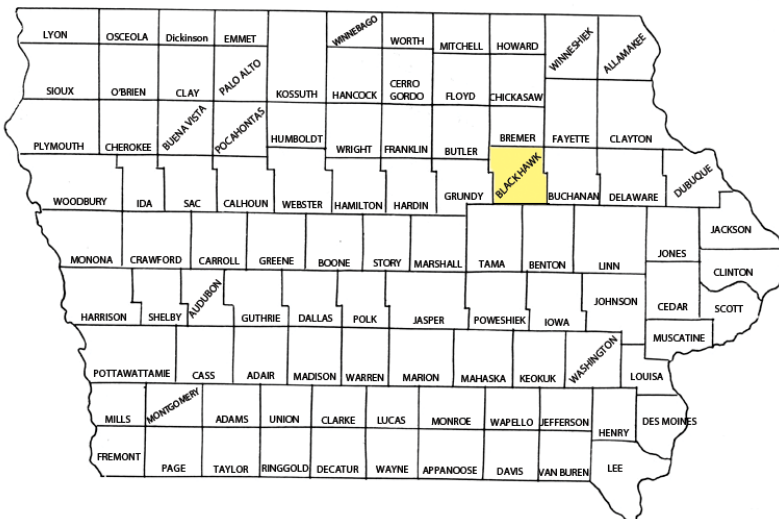 LYON
OSCEOLA
Dickinson
EMMET
WINNEBAGO
WORTH
MITCHELL
HOWARD
WINNESHIEK
ALLAMAKEE
SIOUX
O'BRIEN
CLAY
PALO ALTO
KOSSUTH
HANCOCK
CERRO
GORDO
FLOYD
CHICKASAW
PLYMOUTH
CHEROKEE
BUENA VISTA
POCAHONTAS
HUMBOLDT
WRIGHT
FRANKLIN
BUTLER
BREMER
FAYETTE
CLAYTON
WOODBURY
IDA
SAC
CALHOUN
WEBSTER
HAMILTON
HARDIN
GRUNDY
BLACK HAWK
BUCHANAN
DELAWARE
DUBUQUE
MONONA
CRAWFORD
CARROLL
GREENE
BOONE
STORY
MARSHALL
TAMA
BENTON
LINN
JONES
JACKSON
CLINTON
HARRISON
SHELBY
AUDUBON
GUTHRIE
DALLAS
POLK
JASPER
POWESHIEK
IOWA
JOHNSON
CEDAR
SCOTT
MUSCATINE
POTTAWATTAMIE
CASS
ADAIR
MADISON
WARREN
MARION
MAHASKA
KEOKUK
WASHINGTON
LOUISA
MILLS
MONTGOMERY
ADAMS
UNION
CLARKE
LUCAS
MONROE
WAPELLO
JEFFERSON
HENRY
DES MOINES
FREMONT
PAGE
TAYLOR
RINGGOLD
DECATUR
WAYNE
APPANOOSE
DAVIS
VAN BUREN
LEE